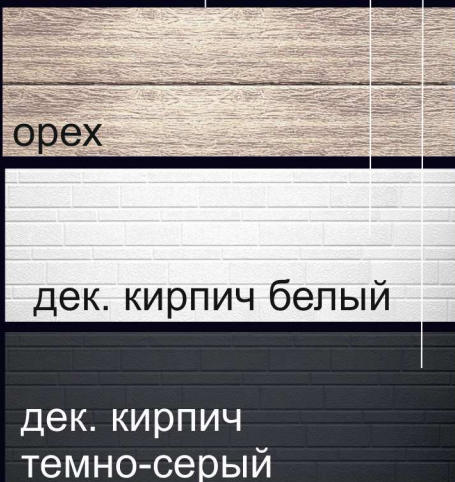 орех
дек. кирпич белый
дек. кирпич
темно-серый